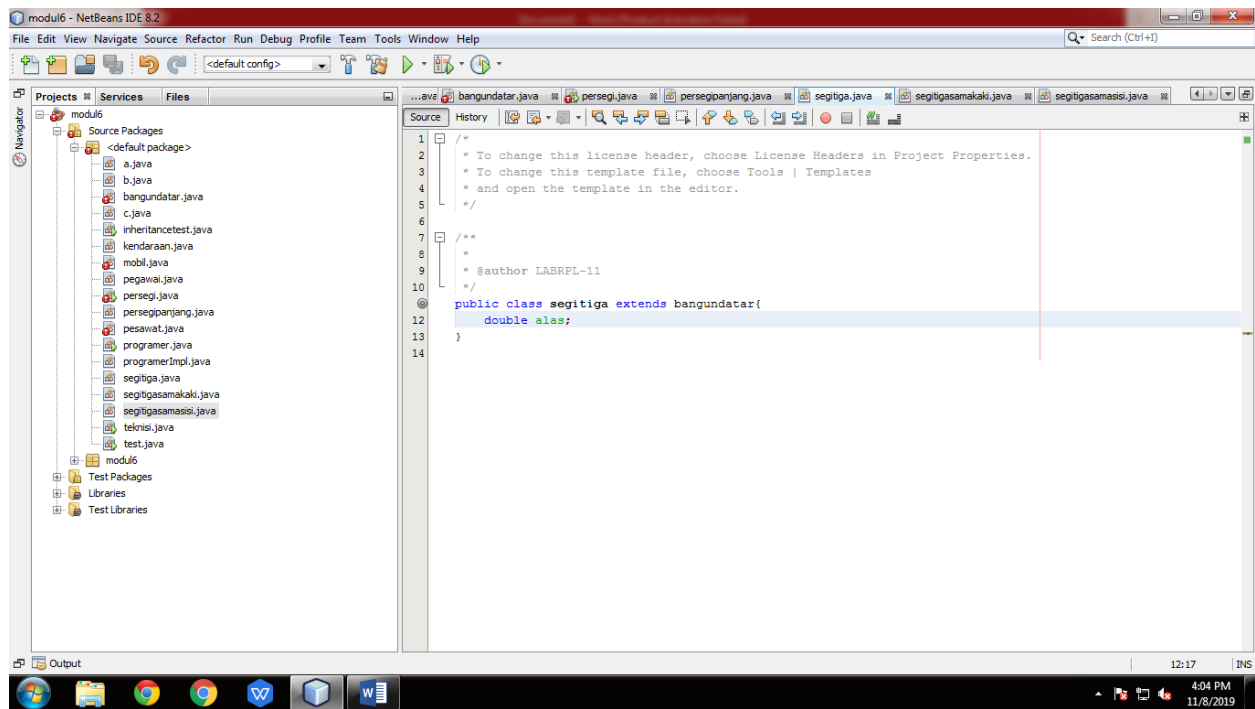 modul6 - NetBeans IDE 8.2
File Edit View Navigate Source Refactor Run Debug Profile Team Tools Window Help
Search (Ctrl+I)
<default config>
Projects Services Files
...ava bangundatar.java persegi.java persegipanjang.java segitiga.java segitigasamakaki.java segitigasamasisi.java
Source History
Navigator
modul6
Source Packages
<default package>
a.java
b.java
bangundatar.java
c.java
inheritancetest.java
kendaraan.java
mobil.java
pegawai.java
persegi.java
persegipanjang.java
pesawat.java
programer.java
programerImpl.java
segitiga.java
segitigasamakaki.java
segitigasamasisi.java
teknisi.java
test.java
modul6
Test Packages
Libraries
Test Libraries
1 /*
2 * To change this license header, choose License Headers in Project Properties.
3 * To change this template file, choose Tools | Templates
4 * and open the template in the editor.
5 */
6
7 /**
8 *
9 * @author LABRPL-11
10 */
public class segitiga extends bangundatar{
12 double alas;
13 }
14
Output
12:17 INS
W
4:04 PM
11/8/2019